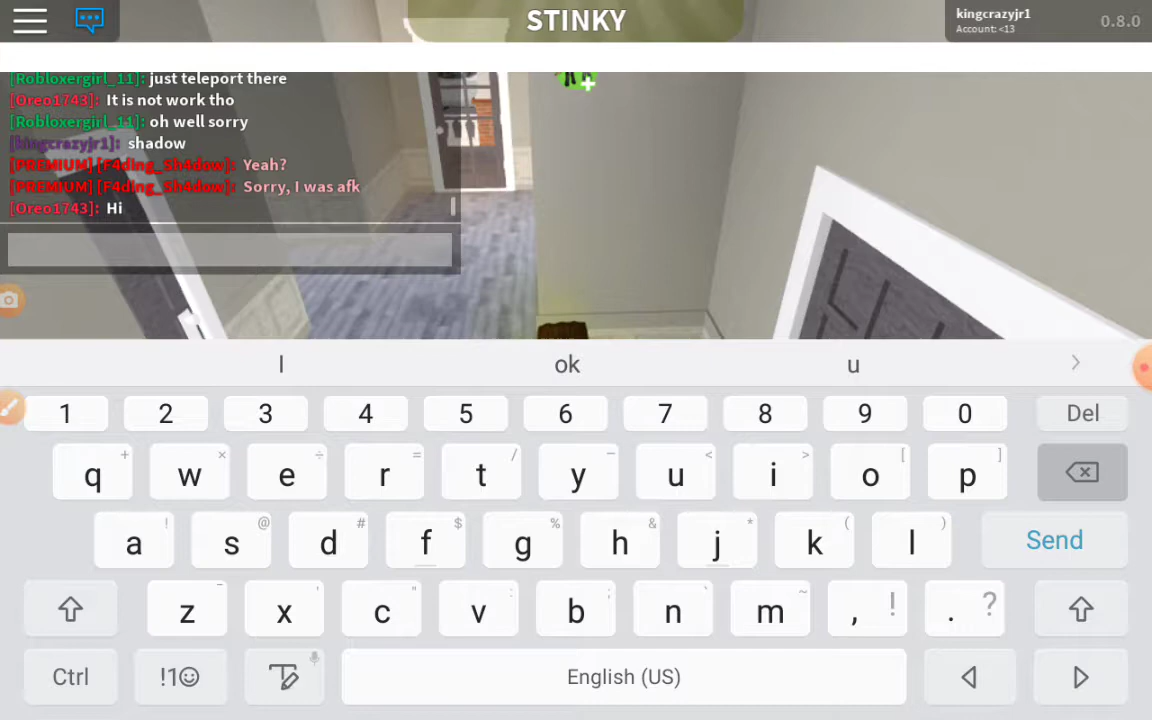 STINKY
kingcrazyjr1
Account: <13
0.8.0
[Robloxergirl_11]: just teleport there
[Oreo1743]: It is not work tho
[Robloxergirl_11]: oh well sorry
[kingcrazyjr1]: shadow
[PREMIUM] [F4ding_Sh4dow]: Yeah?
[PREMIUM] [F4ding_Sh4dow]: Sorry, I was afk
[Oreo1743]: Hi
I ok u >
1 2 3 4 5 6 7 8 9 0 Del
+ × ÷ = / _ < > [ ]
q w e r t y u i o p
! @ # $ % & * ( )
a s d f g h j k l Send
- ' " : ; ` ~ ! ?
z x c v b n m , .
Ctrl !1☺ T English (US)